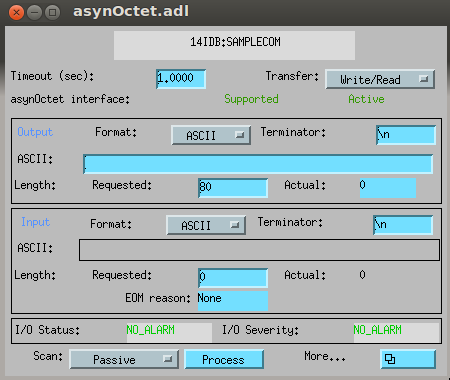 asynOctet.adl
14IDB:SAMPLECOM
Timeout (sec): 1.0000 Transfer: Write/Read
asynOctet interface: Supported Active
Output Format: ASCII Terminator: \n
ASCII:
Length: Requested: 80 Actual: 0
Input Format: ASCII Terminator: \n
ASCII:
Length: Requested: 0 Actual: 0
EOM reason: None
I/O Status: NO_ALARM I/O Severity: NO_ALARM
Scan: Passive Process More...